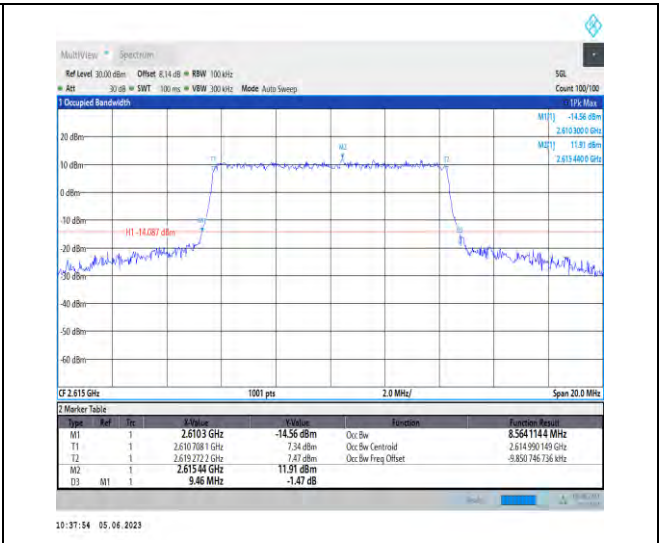 MultiView Spectrum
Ref Level 30.00 dBm Offset 8.14 dB RBW 100 kHz SGL
Att 30 dB SWT 100 ms VBW 300 kHz Mode Auto Sweep Count 100/100
1 Occupied Bandwidth 1Pk Max
M1[1] -14.56 dBm
2.610 300 0 GHz
M2[1] 11.91 dBm
2.613 440 0 GHz
20 dBm
M2
T1 T2
10 dBm
0 dBm
-10 dBm
H1 -14.087 dBm
-20 dBm
-30 dBm
-40 dBm
-50 dBm
-60 dBm
CF 2.615 GHz 1001 pts 2.0 MHz/ Span 20.0 MHz
2 Marker Table
Type Ref Trc X-Value Y-Value Function Function Result
M1 1 2.6103 GHz -14.56 dBm Occ Bw 8.564 114 4 MHz
T1 1 2.610 708 1 GHz 7.34 dBm Occ Bw Centroid 2.614 990 149 GHz
T2 1 2.619 272 2 GHz 7.47 dBm Occ Bw Freq Offset -9.850 746 736 kHz
M2 1 2.615 44 GHz 11.91 dBm
D3 M1 1 9.46 MHz -1.47 dB
10:37:54 05.06.2023